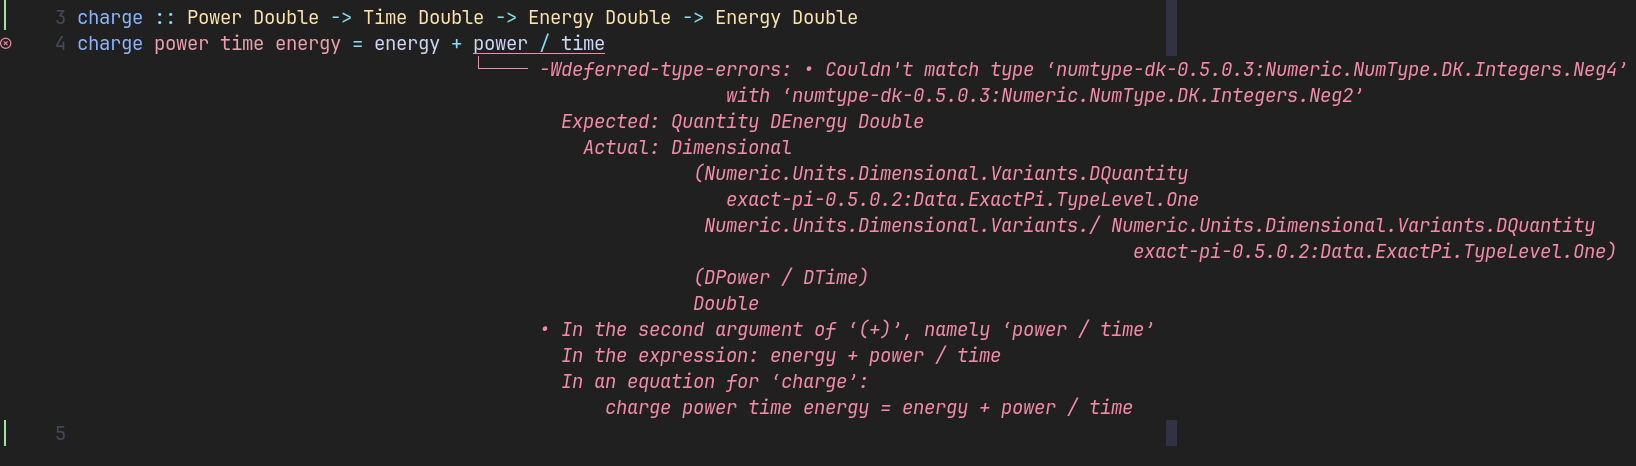 3 charge :: Power Double -> Time Double -> Energy Double -> Energy Double
4 charge power time energy = energy + power / time
-Wdeferred-type-errors: • Couldn't match type ‘numtype-dk-0.5.0.3:Numeric.NumType.DK.Integers.Neg4’
with ‘numtype-dk-0.5.0.3:Numeric.NumType.DK.Integers.Neg2’
Expected: Quantity DEnergy Double
Actual: Dimensional
(Numeric.Units.Dimensional.Variants.DQuantity
exact-pi-0.5.0.2:Data.ExactPi.TypeLevel.One
Numeric.Units.Dimensional.Variants./ Numeric.Units.Dimensional.Variants.DQuantity
exact-pi-0.5.0.2:Data.ExactPi.TypeLevel.One)
(DPower / DTime)
Double
• In the second argument of ‘(+)’, namely ‘power / time’
In the expression: energy + power / time
In an equation for ‘charge’:
charge power time energy = energy + power / time
5